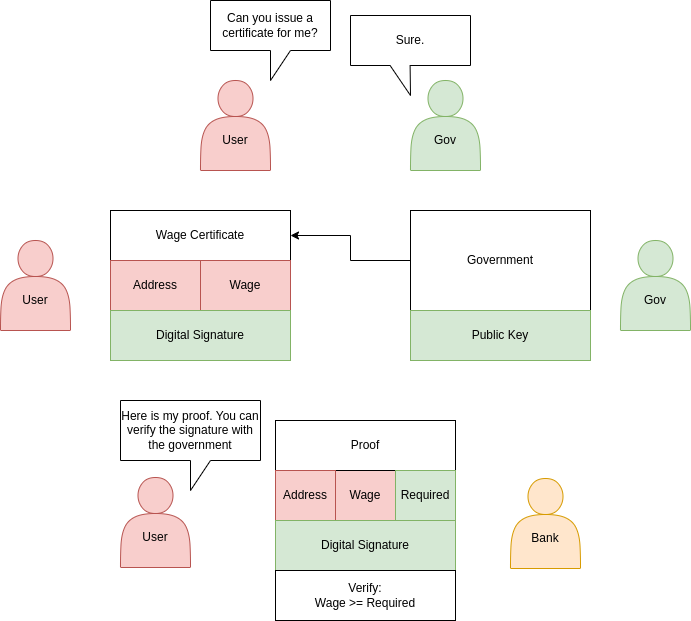 Can you issue a
certificate for me?
Sure.
User
Gov
Wage Certificate
Address
Wage
Digital Signature
Government
Public Key
User
Gov
Here is my proof. You can
verify the signature with
the government
Proof
Address
Wage
Required
Digital Signature
Verify:
Wage >= Required
User
Bank